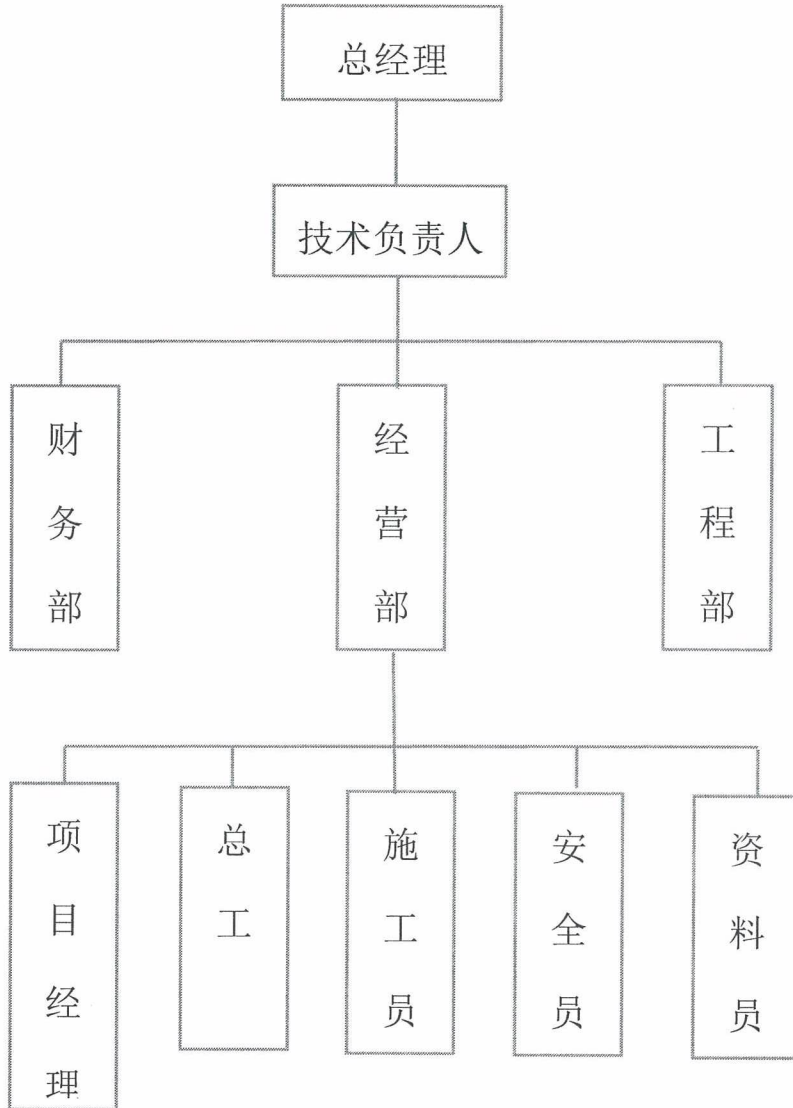 总经理
技术负责人
财务部
经营部
工程部
项目经理
总工
施工员
安全员
资料员